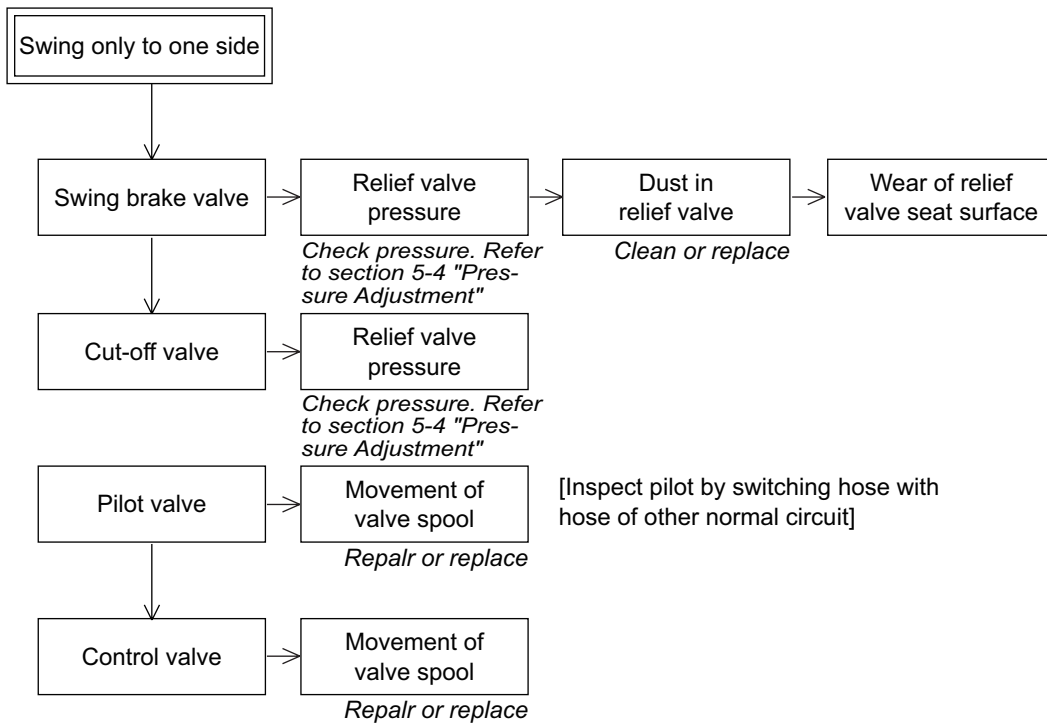 Swing only to one side
Swing brake valve
Relief valve
pressure
Dust in
relief valve
Wear of relief
valve seat surface
Check pressure. Refer
to section 5-4 "Pres-
sure Adjustment"
Clean or replace
Cut-off valve
Relief valve
pressure
Check pressure. Refer
to section 5-4 "Pres-
sure Adjustment"
Pilot valve
Movement of
valve spool
[Inspect pilot by switching hose with
hose of other normal circuit]
Repalr or replace
Control valve
Movement of
valve spool
Repalr or replace